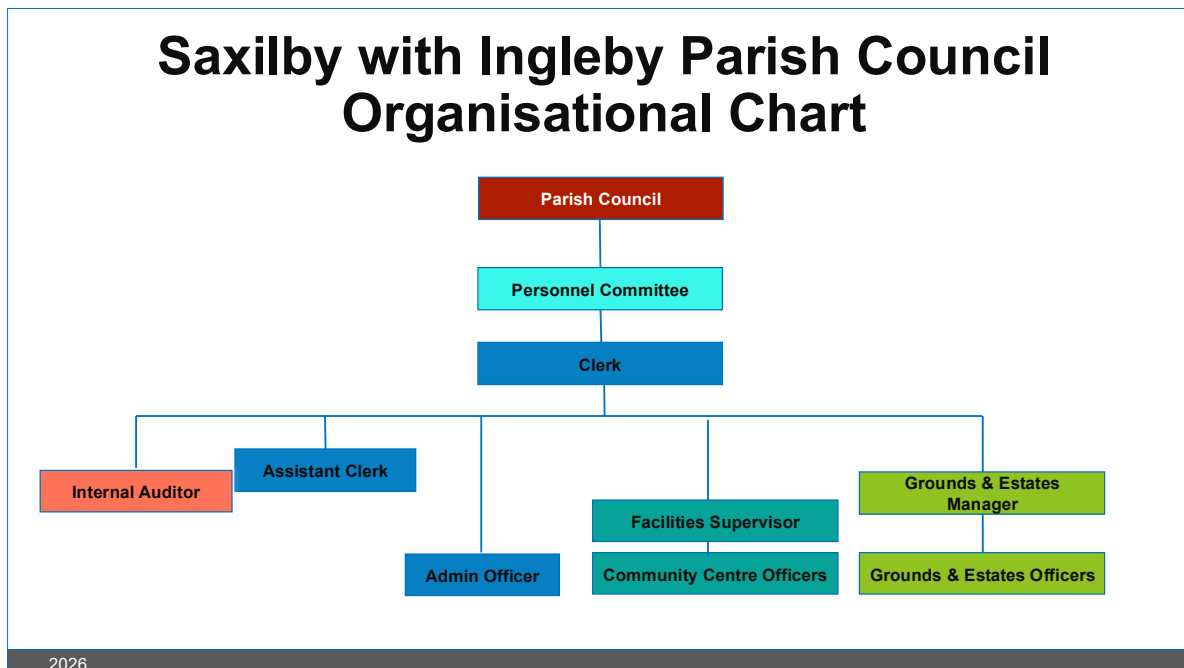 Saxilby with Ingleby Parish Council
Organisational Chart
Parish Council
Personnel Committee
Clerk
Internal Auditor
Assistant Clerk
Admin Officer
Facilities Supervisor
Community Centre Officers
Grounds & Estates
Manager
Grounds & Estates Officers
2026